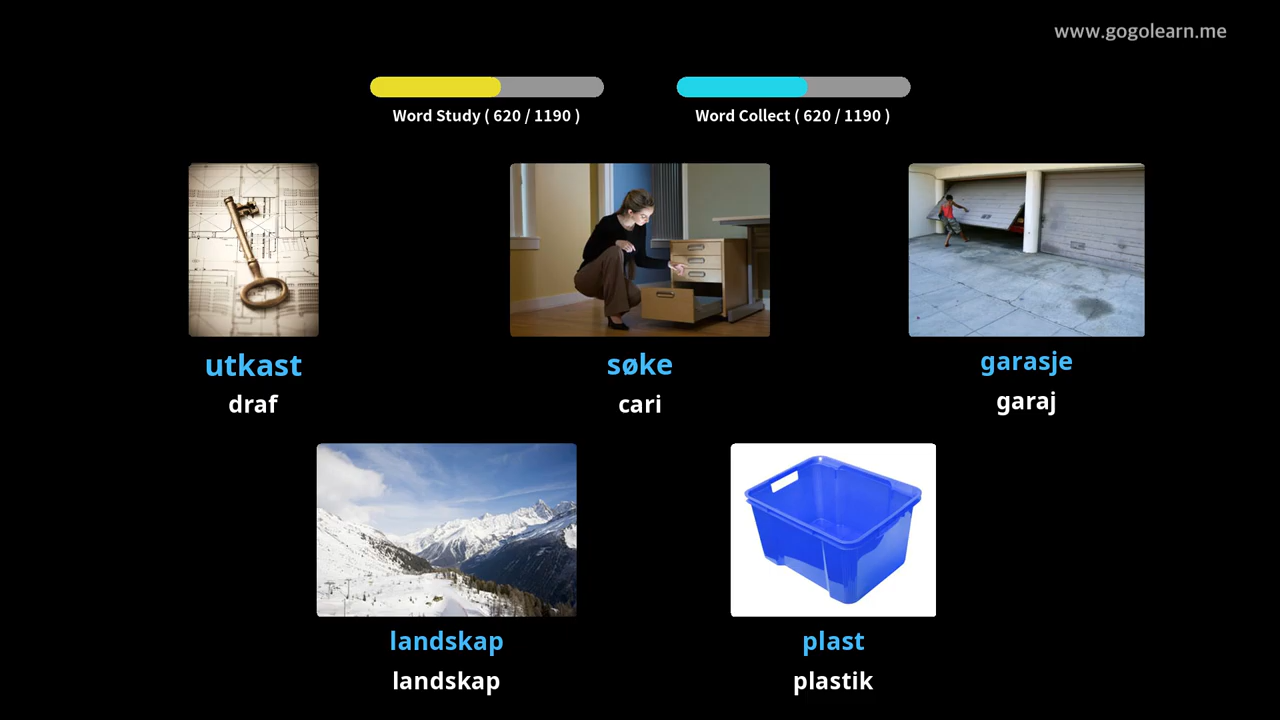 www.gogolearn.me
Word Study ( 620 / 1190 )
Word Collect ( 620 / 1190 )
utkast
draf
søke
cari
garasje
garaj
landskap
landskap
plast
plastik